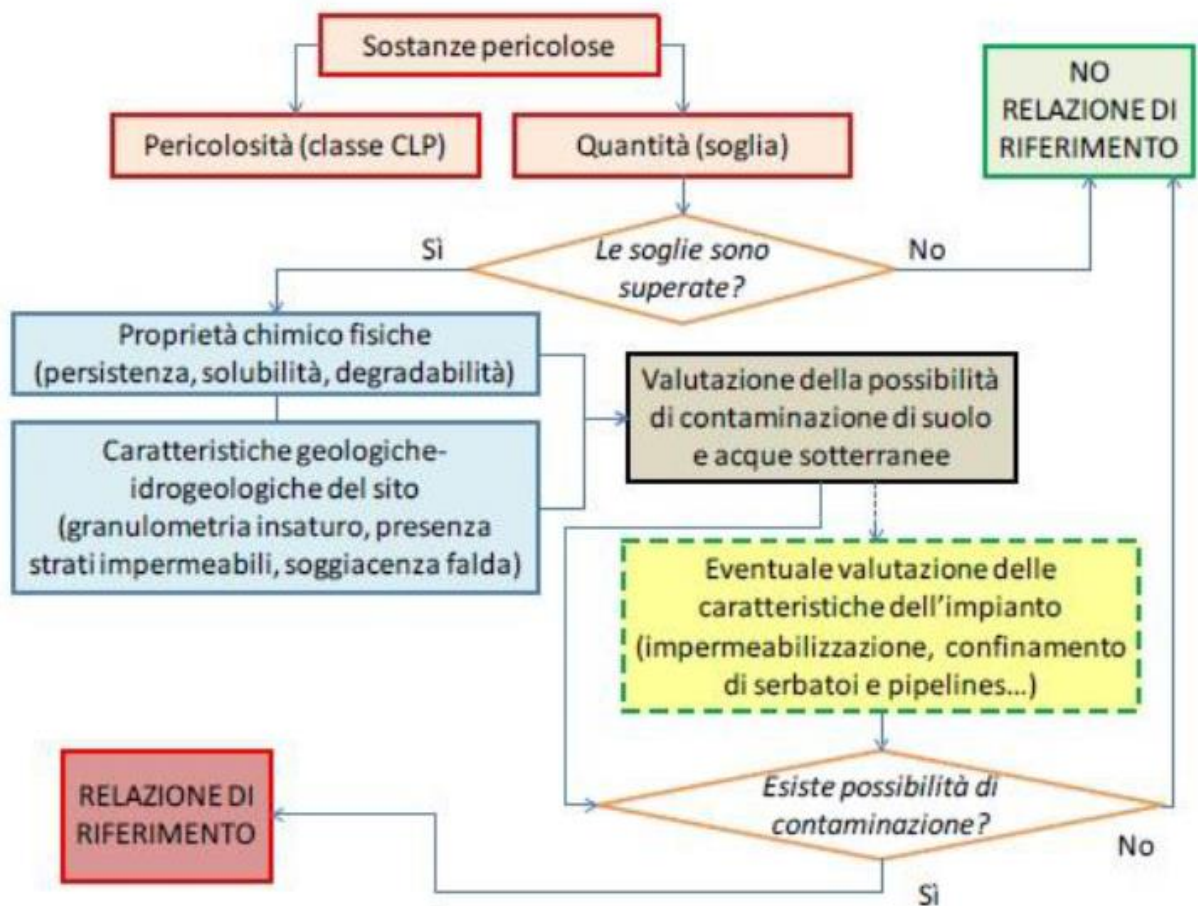 Sostanze pericolose
NO
RELAZIONE DI
RIFERIMENTO
Pericolosità (classe CLP)
Quantità (soglia)
Sì
Le soglie sono
superate?
No
Proprietà chimico fisiche
(persistenza, solubilità, degradabilità)
Valutazione della possibilità
di contaminazione di suolo
e acque sotterranee
Caratteristiche geologiche-
idrogeologiche del sito
(granulometria insaturo, presenza
strati impermeabili, soggiacenza falda)
Eventuale valutazione delle
caratteristiche dell'impianto
(impermeabilizzazione, confinamento
di serbatoi e pipelines...)
Esiste possibilità di
contaminazione?
No
Sì
RELAZIONE DI
RIFERIMENTO